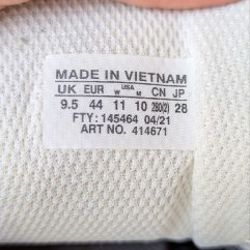 MADE IN VIETNAM
UK EUR USA CN JP
W M
9.5 44 11 10 280(2) 28
FTY: 145464 04/21
ART NO. 414671